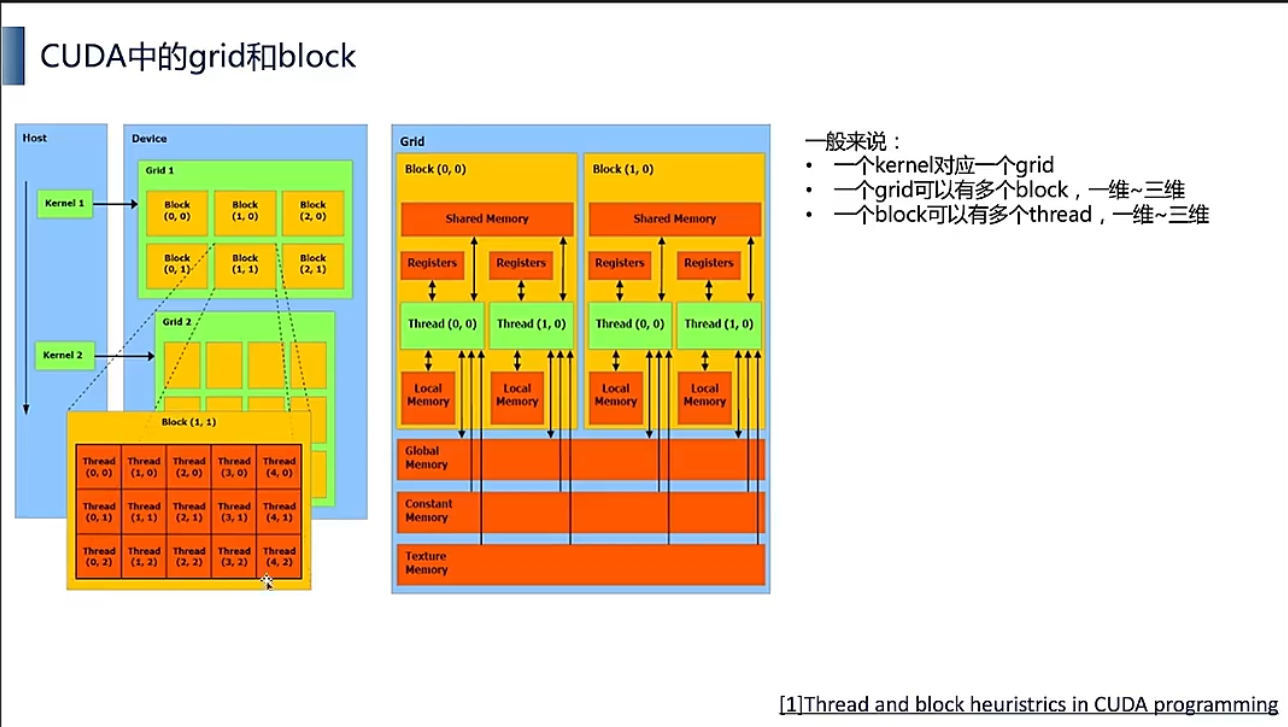 CUDA中的grid和block
Host
Kernel 1
Kernel 2
Device
Grid 1
Block
(0, 0)
Block
(1, 0)
Block
(2, 0)
Block
(0, 1)
Block
(1, 1)
Block
(2, 1)
Grid 2
Block (1, 1)
Thread
(0, 0)
Thread
(1, 0)
Thread
(2, 0)
Thread
(3, 0)
Thread
(4, 0)
Thread
(0, 1)
Thread
(1, 1)
Thread
(2, 1)
Thread
(3, 1)
Thread
(4, 1)
Thread
(0, 2)
Thread
(1, 2)
Thread
(2, 2)
Thread
(3, 2)
Thread
(4, 2)
Grid
Block (0, 0)
Shared Memory
Registers
Registers
Thread (0, 0)
Thread (1, 0)
Local
Memory
Local
Memory
Block (1, 0)
Shared Memory
Registers
Registers
Thread (0, 0)
Thread (1, 0)
Local
Memory
Local
Memory
Global
Memory
Constant
Memory
Texture
Memory
一般来说：
• 一个kernel对应一个grid
• 一个grid可以有多个block，一维~三维
• 一个block可以有多个thread，一维~三维
[1]Thread and block heuristrics in CUDA programming